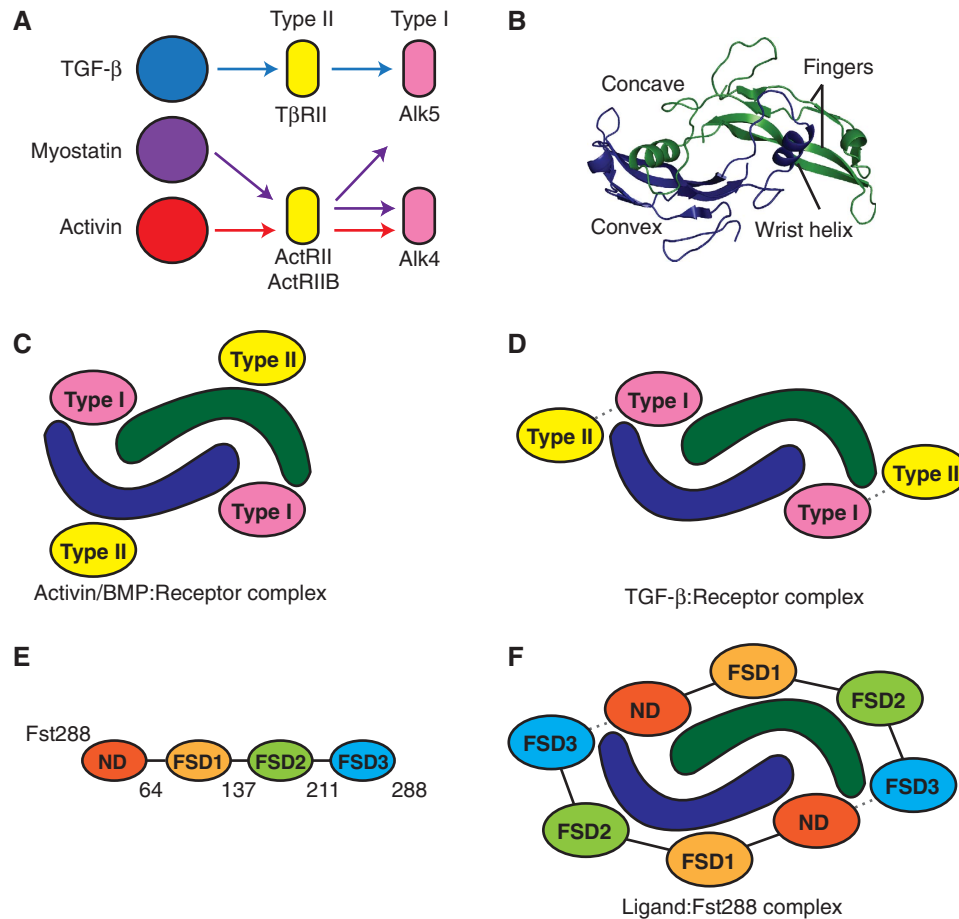 A
Type II
Type I
TGF-β
TβRII
Alk5
Myostatin
Activin
ActRII
ActRIIB
Alk4
B
Concave
Fingers
Convex
Wrist helix
C
Type II
Type I
Type I
Type II
Activin/BMP:Receptor complex
D
Type I
Type II
Type II
Type I
TGF-β:Receptor complex
E
Fst288
ND
FSD1
FSD2
FSD3
64
137
211
288
F
FSD1
ND
FSD2
FSD3
FSD3
FSD2
ND
FSD1
Ligand:Fst288 complex